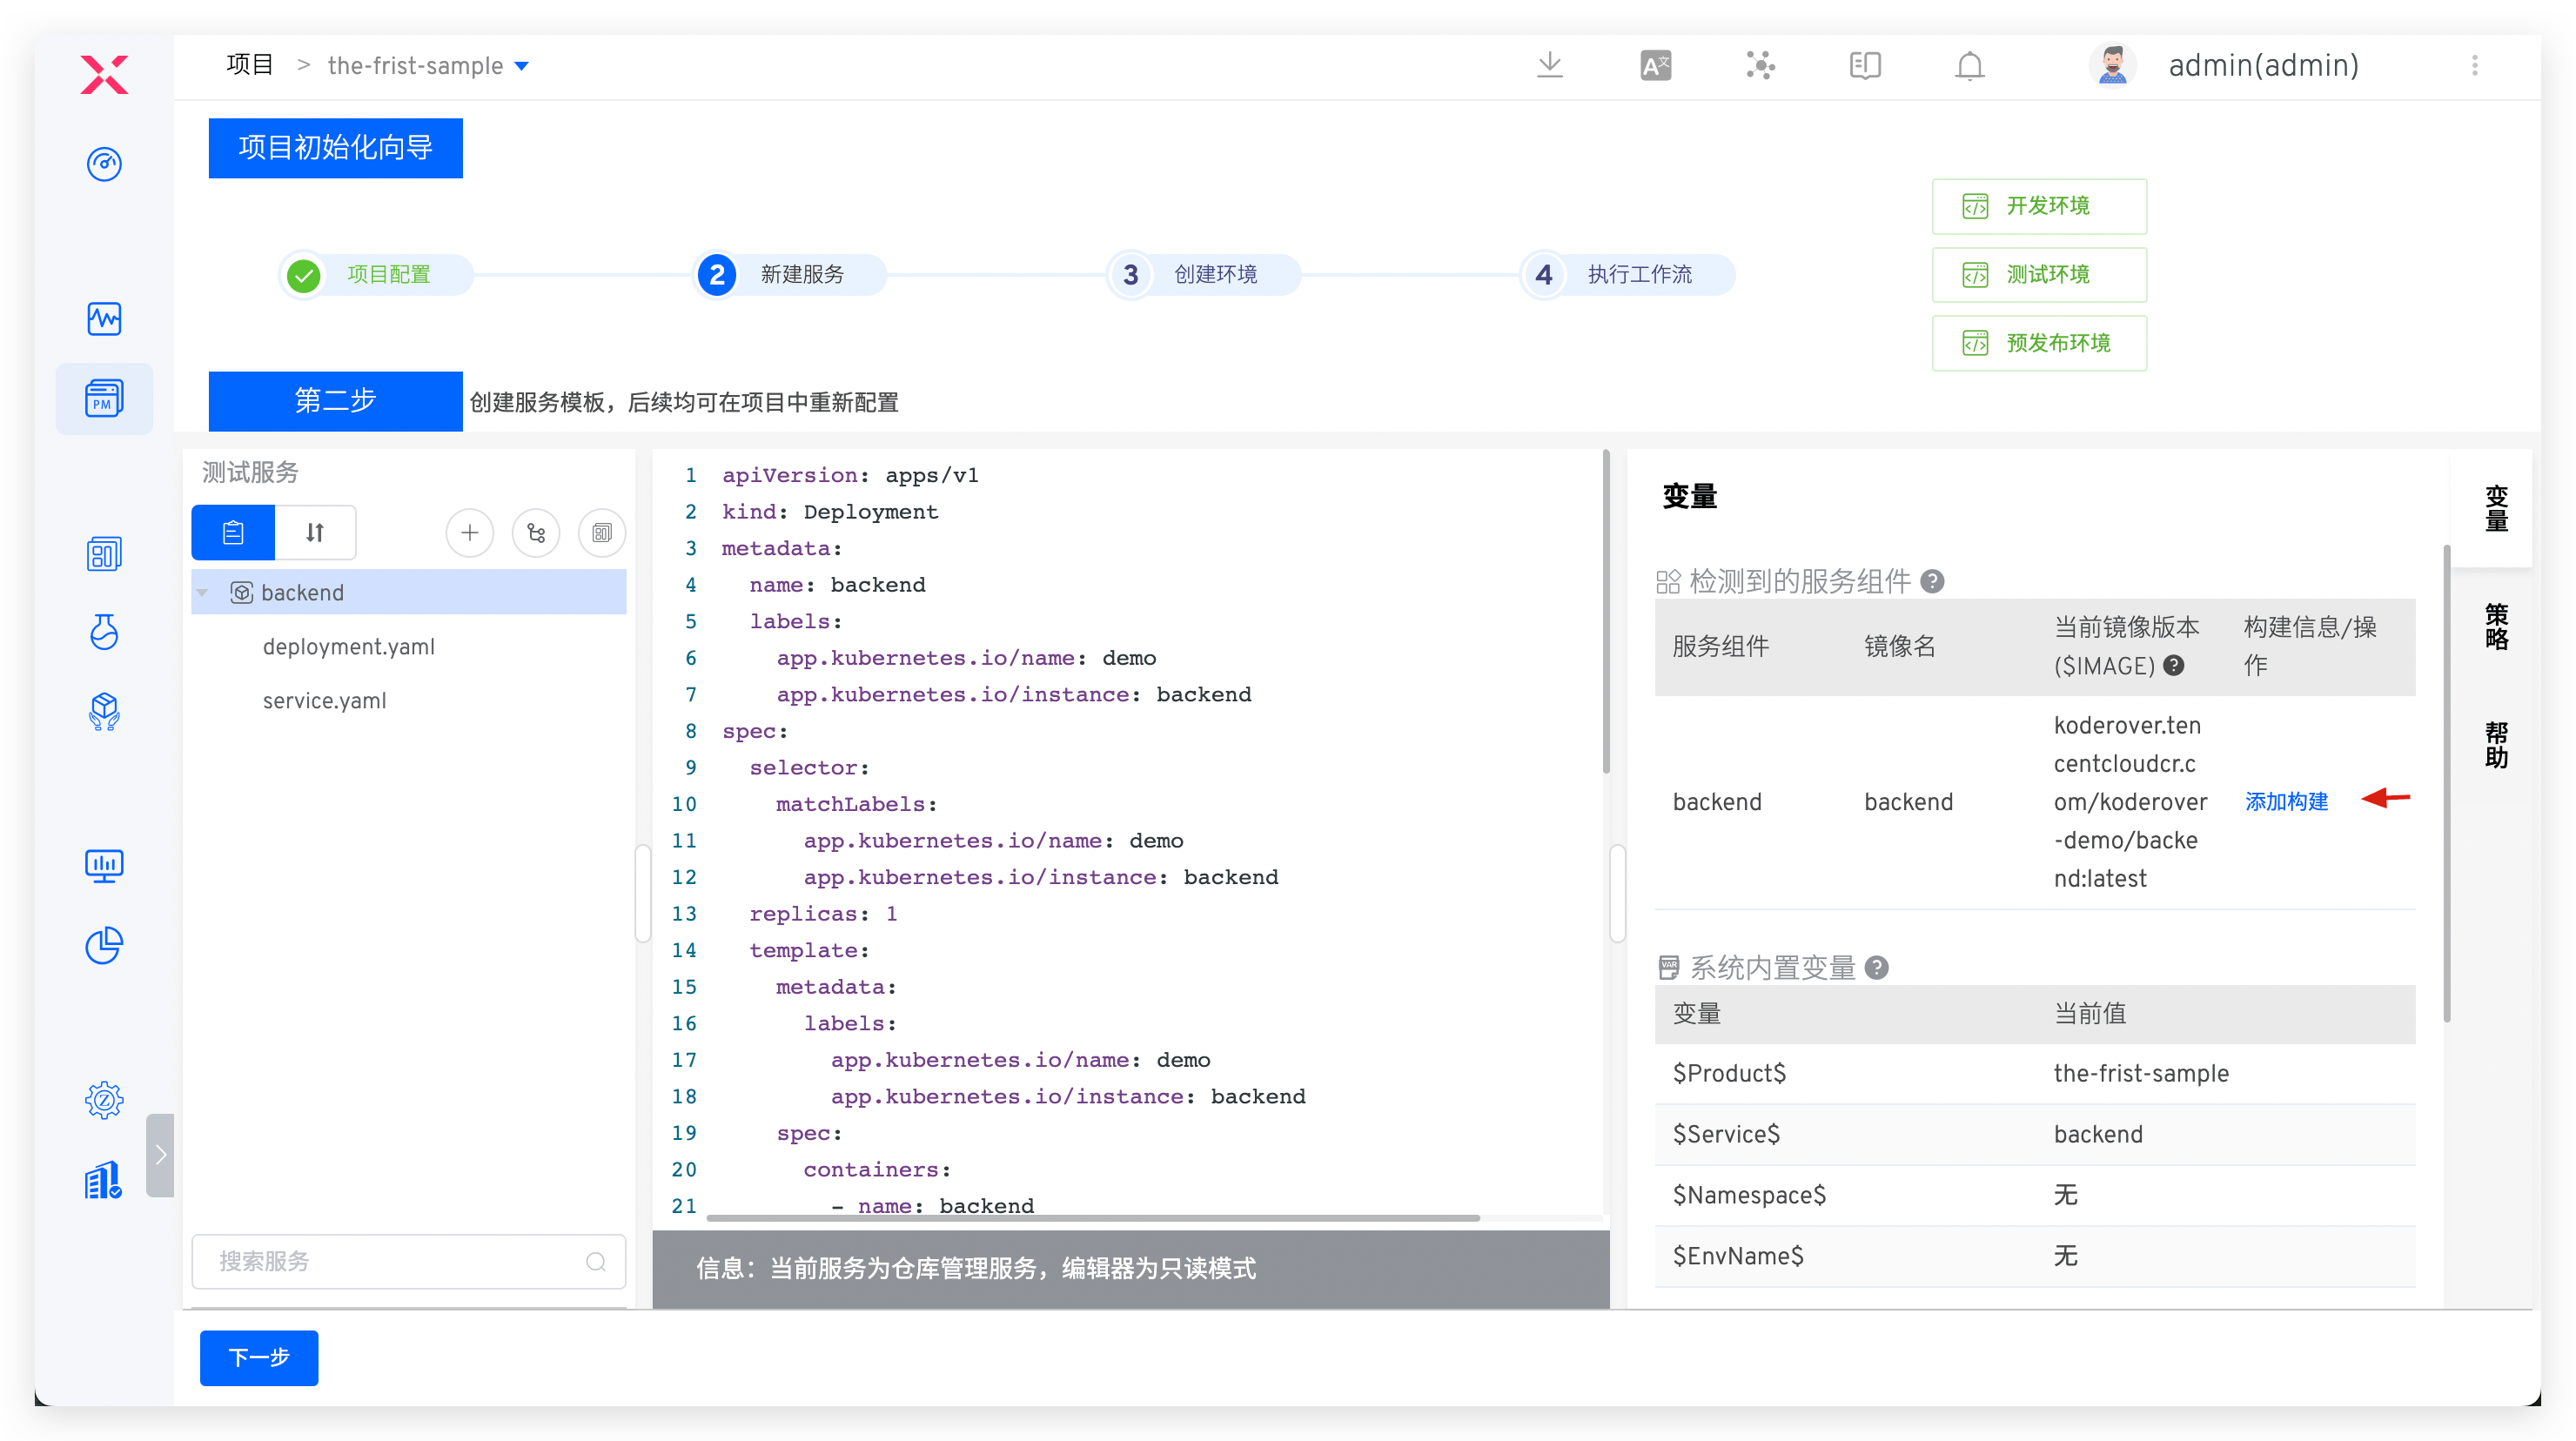 项目 > the-frist-sample
admin(admin)
项目初始化向导
项目配置
2 新建服务
3 创建环境
4 执行工作流
开发环境
测试环境
预发布环境
PM
第二步 创建服务模板，后续均可在项目中重新配置
测试服务
backend
deployment.yaml
service.yaml
搜索服务
1 apiVersion: apps/v1
2 kind: Deployment
3 metadata:
4 name: backend
5 labels:
6 app.kubernetes.io/name: demo
7 app.kubernetes.io/instance: backend
8 spec:
9 selector:
10 matchLabels:
11 app.kubernetes.io/name: demo
12 app.kubernetes.io/instance: backend
13 replicas: 1
14 template:
15 metadata:
16 labels:
17 app.kubernetes.io/name: demo
18 app.kubernetes.io/instance: backend
19 spec:
20 containers:
21 - name: backend
信息：当前服务为仓库管理服务，编辑器为只读模式
变量
检测到的服务组件
服务组件
镜像名
当前镜像版本
($IMAGE)
构建信息/操
作
backend
backend
koderover.ten
centcloudcr.c
om/koderover
-demo/backe
nd:latest
添加构建
VAR 系统内置变量
变量 当前值
$Product$ the-frist-sample
$Service$ backend
$Namespace$ 无
$EnvName$ 无
变量
策略
帮助
下一步